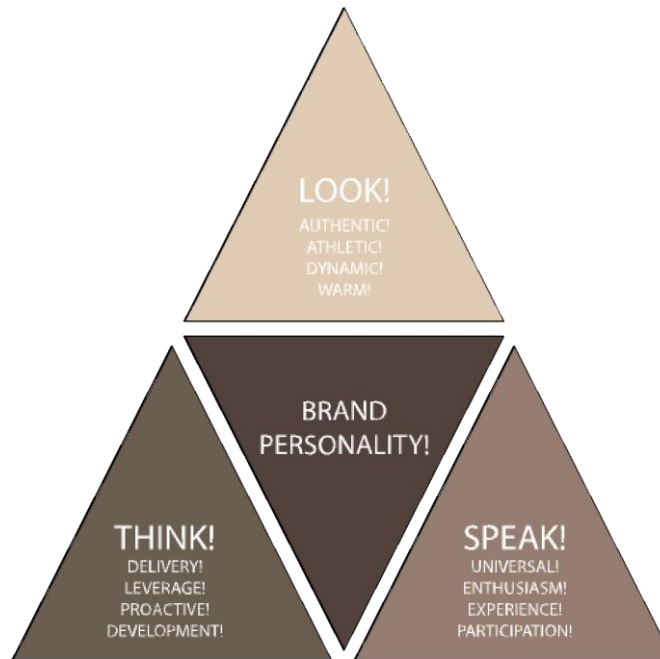 LOOK!
AUTHENTIC!
ATHLETIC!
DYNAMIC!
WARM!
BRAND
PERSONALITY!
THINK!
DELIVERY!
LEVERAGE!
PROACTIVE!
DEVELOPMENT!
SPEAK!
UNIVERSAL!
ENTHUSIASM!
EXPERIENCE!
PARTICIPATION!